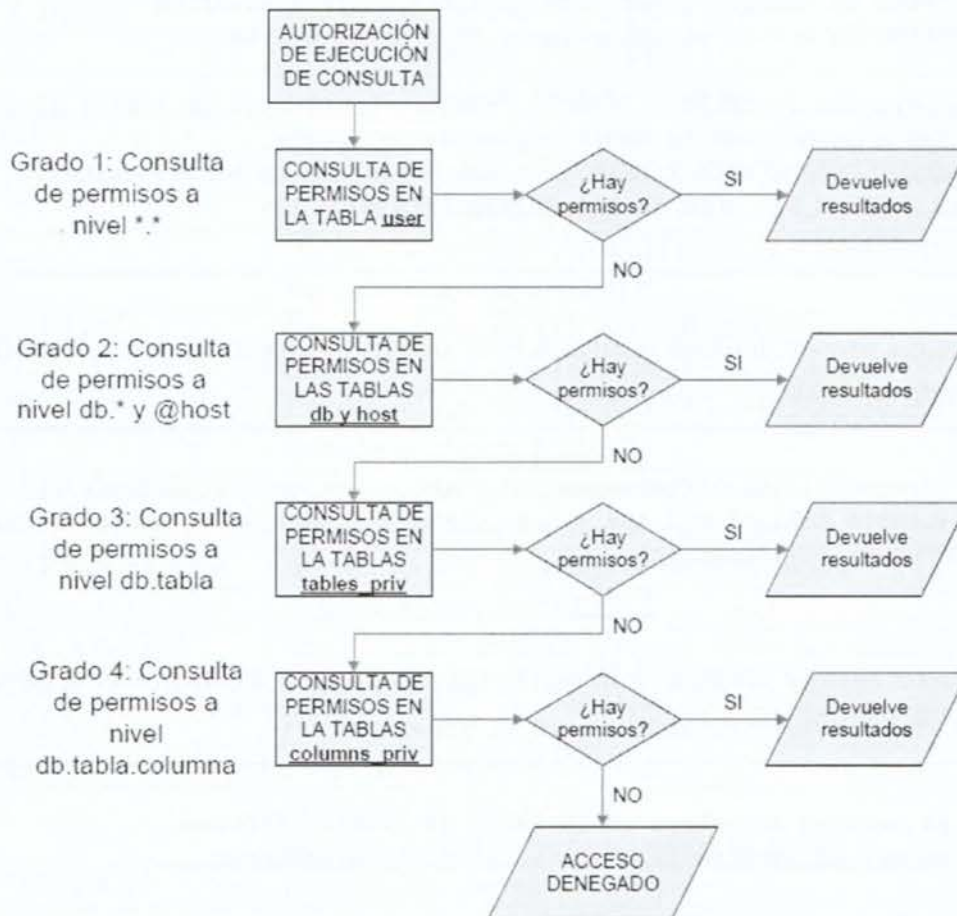 AUTORIZACIÓN
DE EJECUCIÓN
DE CONSULTA
Grado 1: Consulta
de permisos a
nivel *.*
CONSULTA DE
PERMISOS EN
LA TABLA user
¿Hay
permisos?
SI
Devuelve
resultados
NO
Grado 2: Consulta
de permisos a
nivel db.* y @host
CONSULTA DE
PERMISOS EN
LAS TABLAS
db y host
¿Hay
permisos?
SI
Devuelve
resultados
NO
Grado 3: Consulta
de permisos a
nivel db.tabla
CONSULTA DE
PERMISOS EN
LA TABLAS
tables_priv
¿Hay
permisos?
SI
Devuelve
resultados
NO
Grado 4: Consulta
de permisos a
nivel
db.tabla.columna
CONSULTA DE
PERMISOS EN
LA TABLAS
columns_priv
¿Hay
permisos?
SI
Devuelve
resultados
NO
ACCESO
DENEGADO